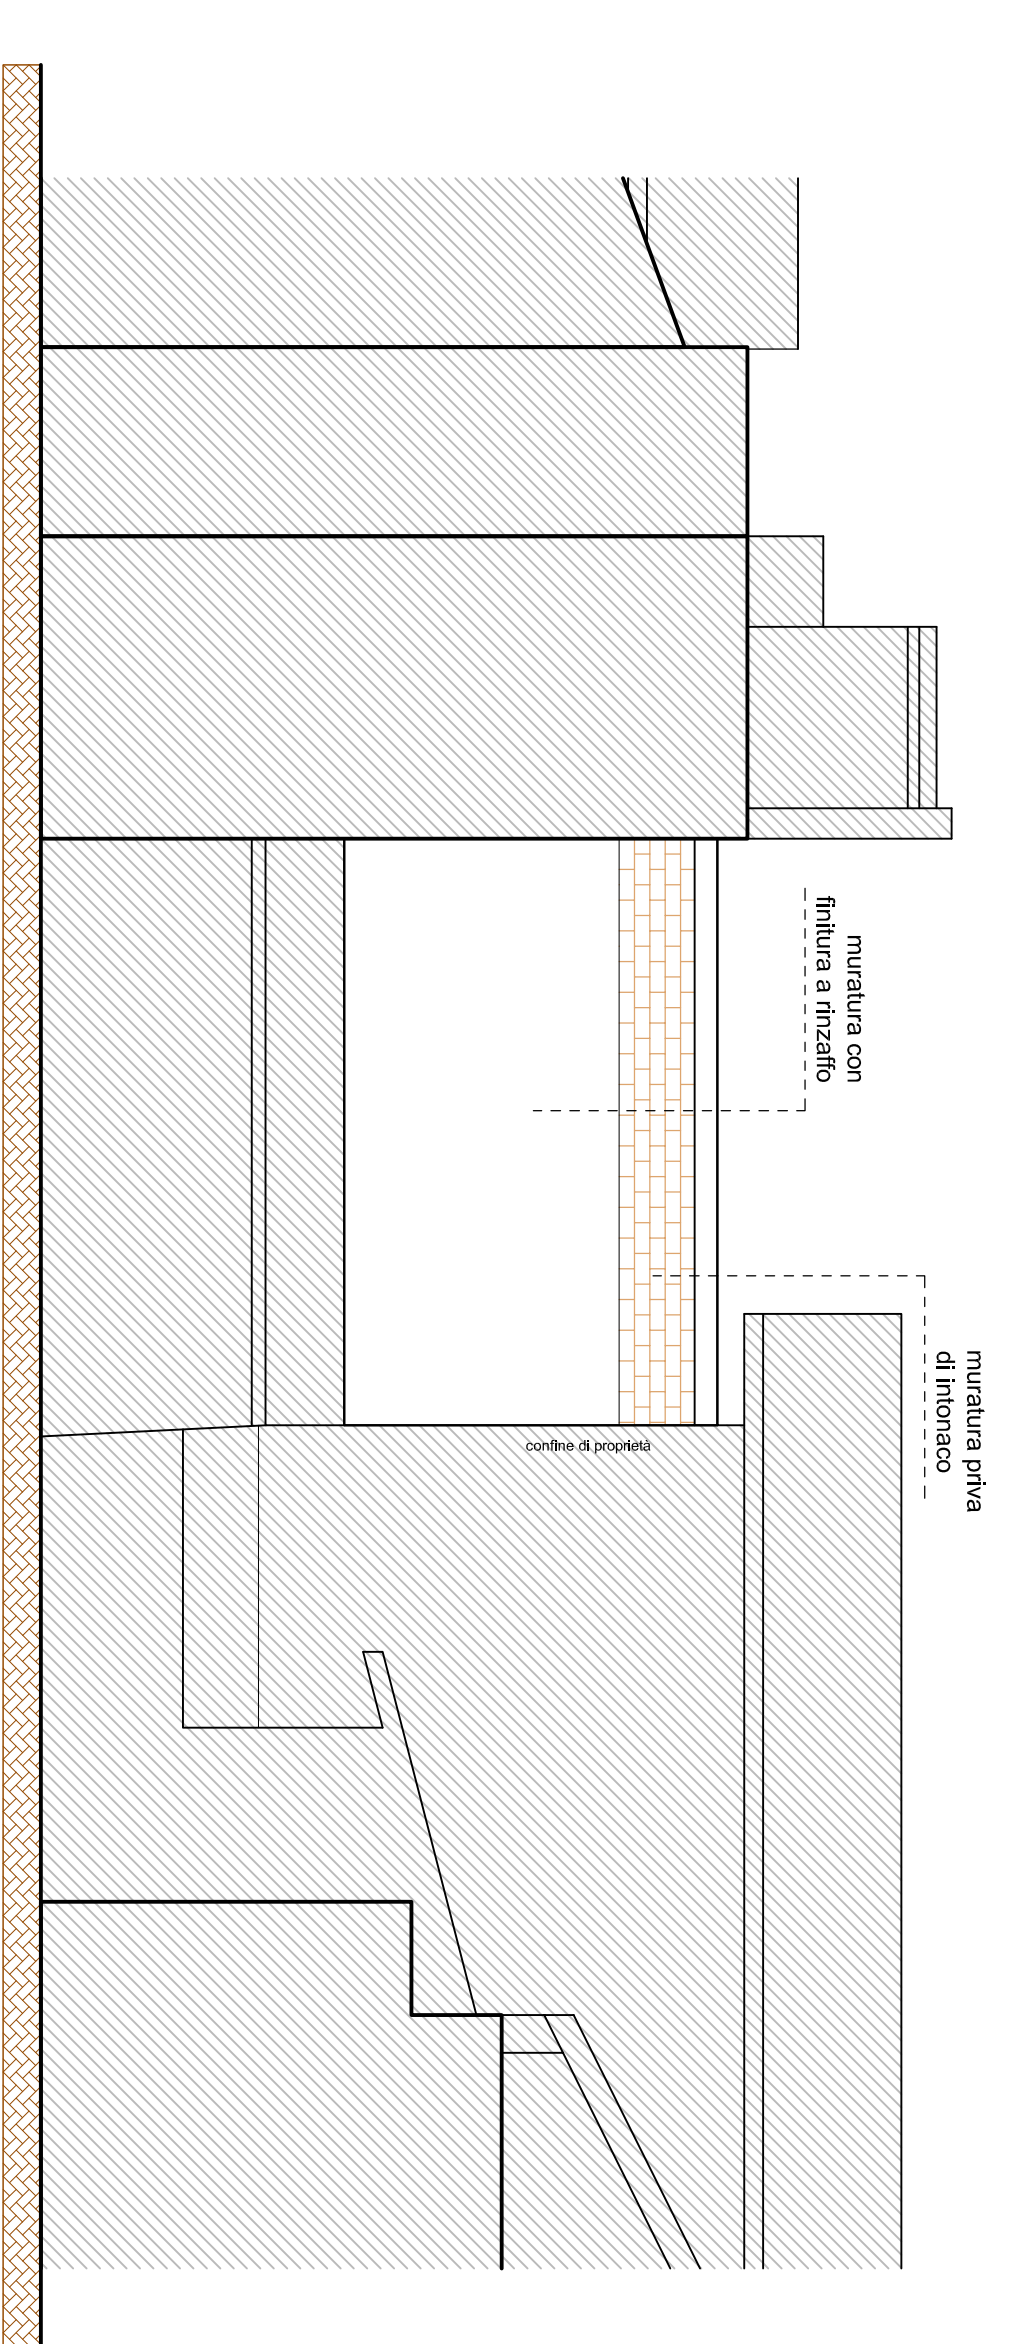 muratura con
finitura a rinzaffo
muratura priva
di intonaco
confine di proprietà